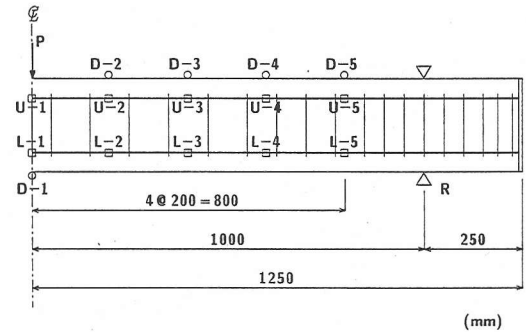 ℄
P
D-2 D-3 D-4 D-5
U-1 U-2 U-3 U-4 U-5
L-1 L-2 L-3 L-4 L-5
D-1 R
4@200=800
1000 250
1250
(mm)